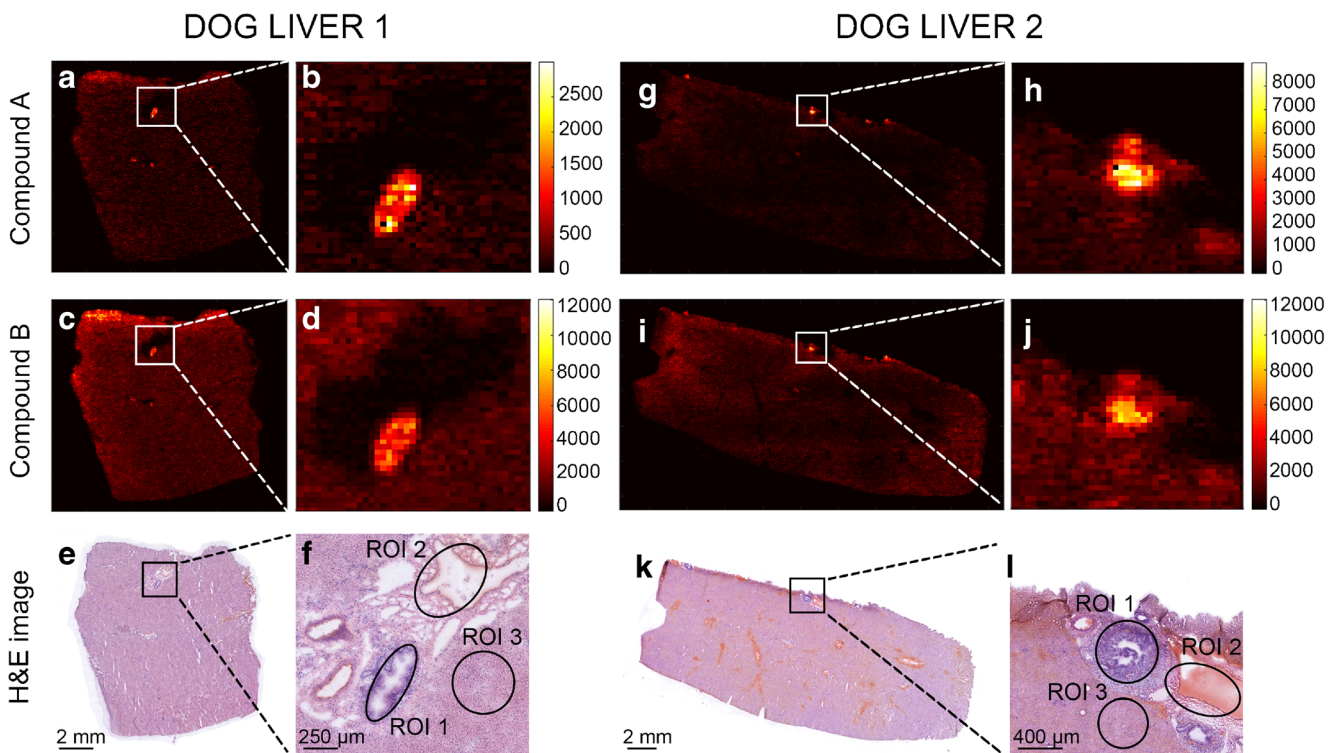 DOG LIVER 1
DOG LIVER 2
Compound A
a
b
2500
2000
1500
1000
500
0
g
h
8000
7000
6000
5000
4000
3000
2000
1000
0
Compound B
c
d
12000
10000
8000
6000
4000
2000
0
i
j
12000
10000
8000
6000
4000
2000
0
H&E image
e
2 mm
f
ROI 2
ROI 3
ROI 1
250 µm
k
2 mm
l
ROI 1
ROI 2
ROI 3
400 µm